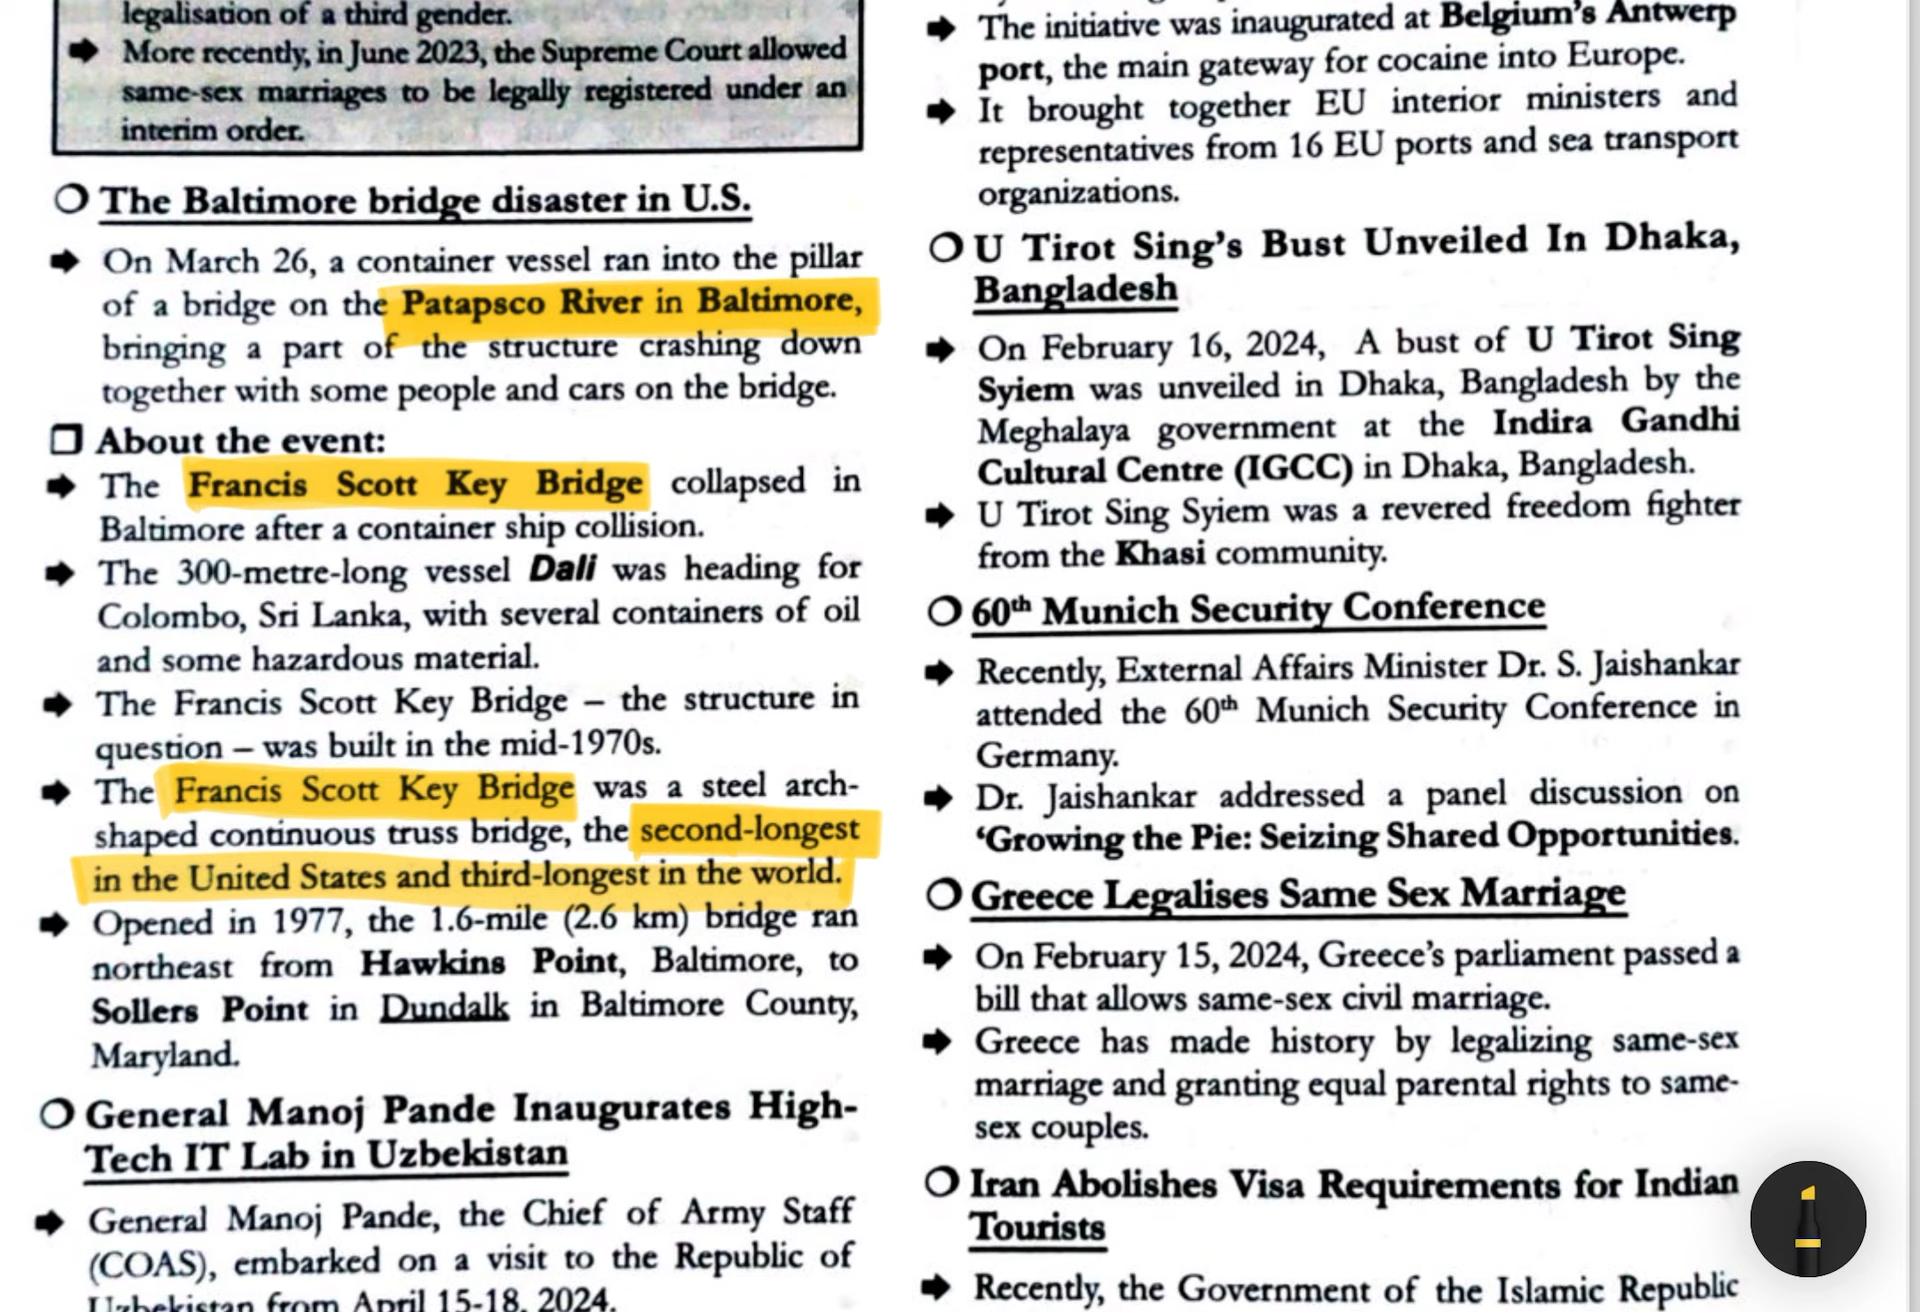 legalisation of a third gender.
More recently, in June 2023, the Supreme Court allowed
same-sex marriages to be legally registered under an
interim order.
The Baltimore bridge disaster in U.S.
On March 26, a container vessel ran into the pillar
of a bridge on the Patapsco River in Baltimore,
bringing a part of the structure crashing down
together with some people and cars on the bridge.
About the event:
The Francis Scott Key Bridge collapsed in
Baltimore after a container ship collision.
The 300-metre-long vessel Dali was heading for
Colombo, Sri Lanka, with several containers of oil
and some hazardous material.
The Francis Scott Key Bridge – the structure in
question – was built in the mid-1970s.
The Francis Scott Key Bridge was a steel arch-
shaped continuous truss bridge, the second-longest
in the United States and third-longest in the world.
Opened in 1977, the 1.6-mile (2.6 km) bridge ran
northeast from Hawkins Point, Baltimore, to
Sollers Point in Dundalk in Baltimore County,
Maryland.
General Manoj Pande Inaugurates High-
Tech IT Lab in Uzbekistan
General Manoj Pande, the Chief of Army Staff
(COAS), embarked on a visit to the Republic of
Uzbekistan from April 15-18, 2024.
The initiative was inaugurated at Belgium's Antwerp
port, the main gateway for cocaine into Europe.
It brought together EU interior ministers and
representatives from 16 EU ports and sea transport
organizations.
U Tirot Sing's Bust Unveiled In Dhaka,
Bangladesh
On February 16, 2024, A bust of U Tirot Sing
Syiem was unveiled in Dhaka, Bangladesh by the
Meghalaya government at the Indira Gandhi
Cultural Centre (IGCC) in Dhaka, Bangladesh.
U Tirot Sing Syiem was a revered freedom fighter
from the Khasi community.
60th Munich Security Conference
Recently, External Affairs Minister Dr. S. Jaishankar
attended the 60th Munich Security Conference in
Germany.
Dr. Jaishankar addressed a panel discussion on
‘Growing the Pie: Seizing Shared Opportunities.
Greece Legalises Same Sex Marriage
On February 15, 2024, Greece's parliament passed a
bill that allows same-sex civil marriage.
Greece has made history by legalizing same-sex
marriage and granting equal parental rights to same-
sex couples.
Iran Abolishes Visa Requirements for Indian
Tourists
Recently, the Government of the Islamic Republic